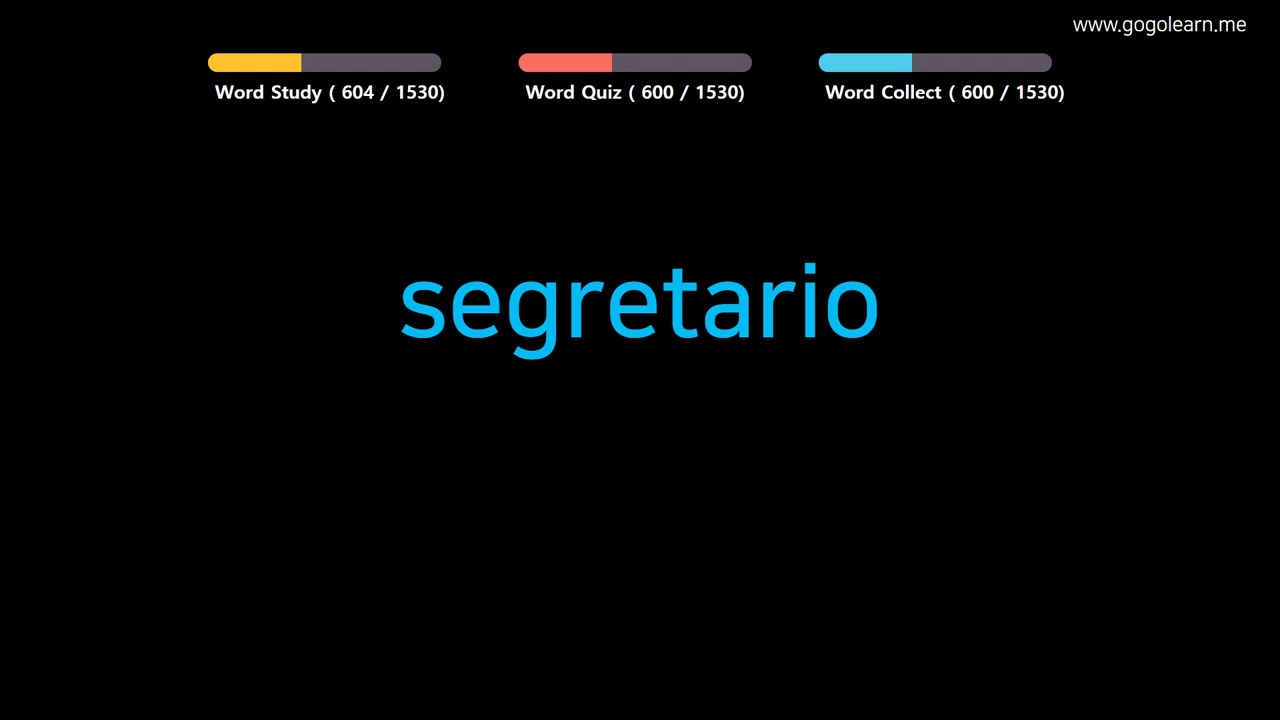 www.gogolearn.me
Word Study ( 604 / 1530)
Word Quiz ( 600 / 1530)
Word Collect ( 600 / 1530)
segretario